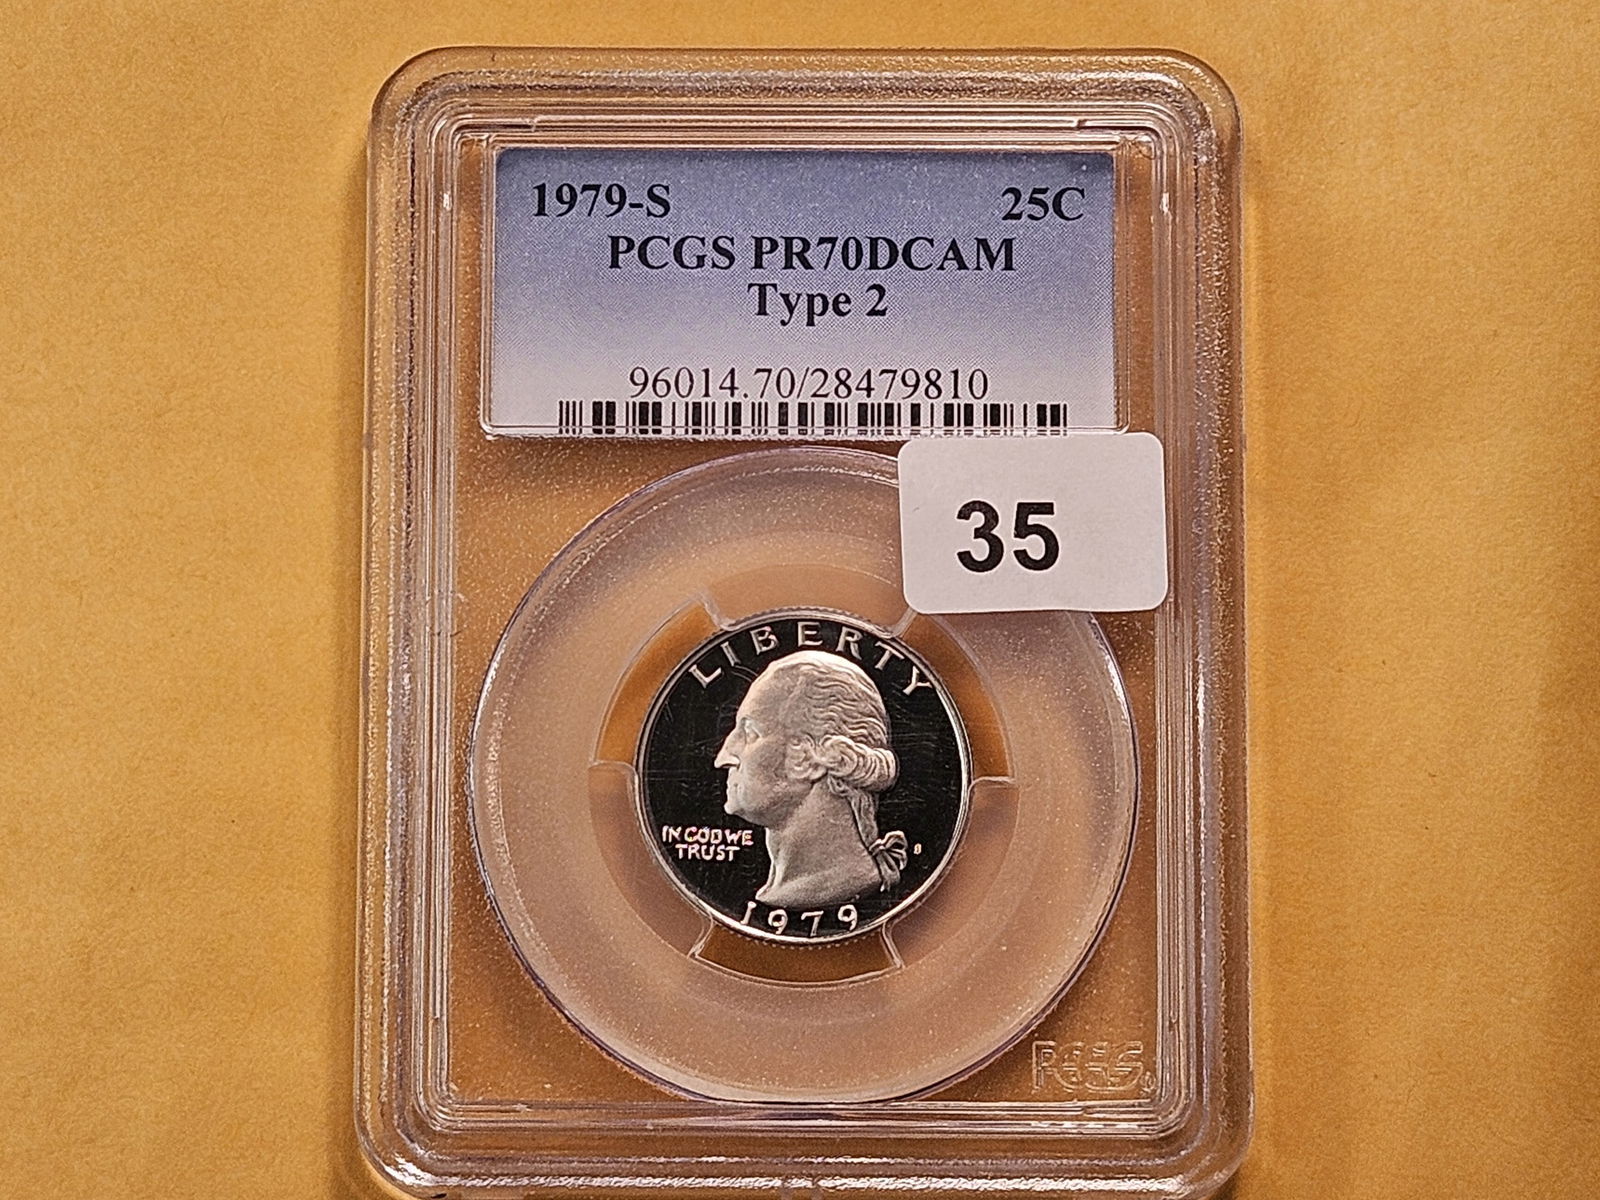 1979-S 25C
PCGS PR70DCAM
Type 2
96014.70/28479810
35
LIBERTY
IN GOD WE
TRUST
S
1979
PCGS